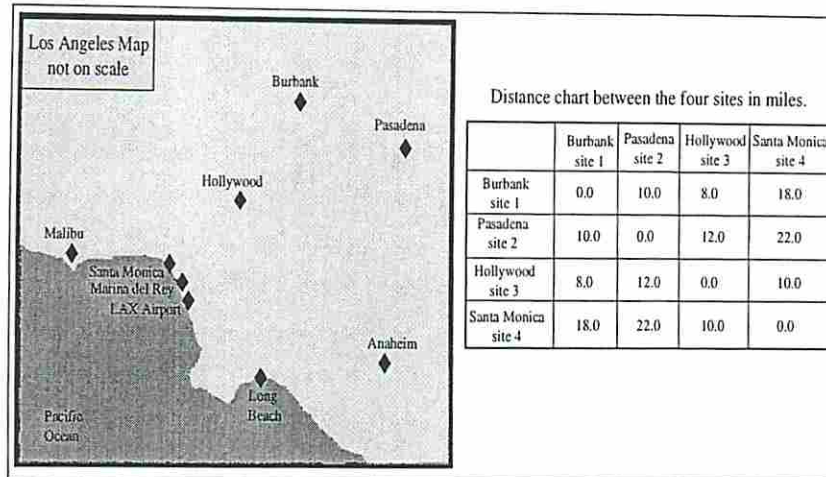 Los Angeles Map
not on scale
Burbank
Pasadena
Hollywood
Malibu
Santa Monica
Marina del Rey
LAX Airport
Anaheim
Long
Beach
Pacific
Ocean
Distance chart between the four sites in miles.
Burbank Pasadena Hollywood Santa Monica
site 1 site 2 site 3 site 4
Burbank
site 1 0.0 10.0 8.0 18.0
Pasadena
site 2 10.0 0.0 12.0 22.0
Hollywood
site 3 8.0 12.0 0.0 10.0
Santa Monica
site 4 18.0 22.0 10.0 0.0